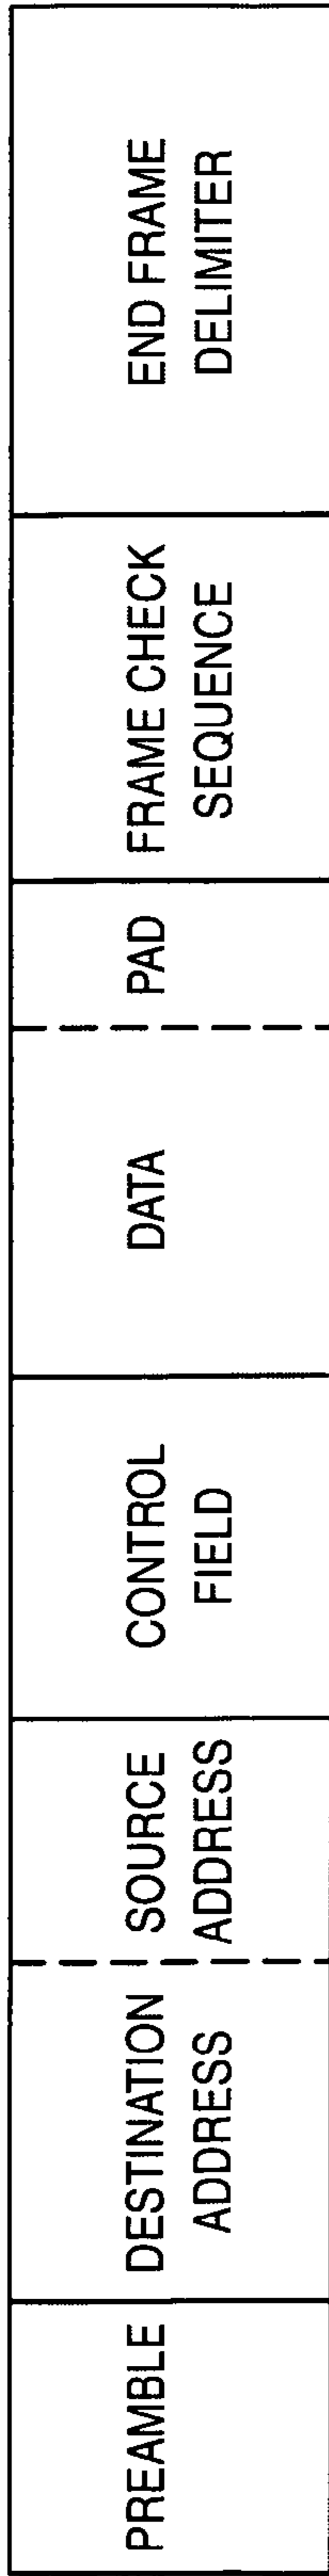 PREAMBLE
DESTINATION
ADDRESS
SOURCE
ADDRESS
CONTROL
FIELD
DATA
PAD
FRAME CHECK
SEQUENCE
END FRAME
DELIMITER